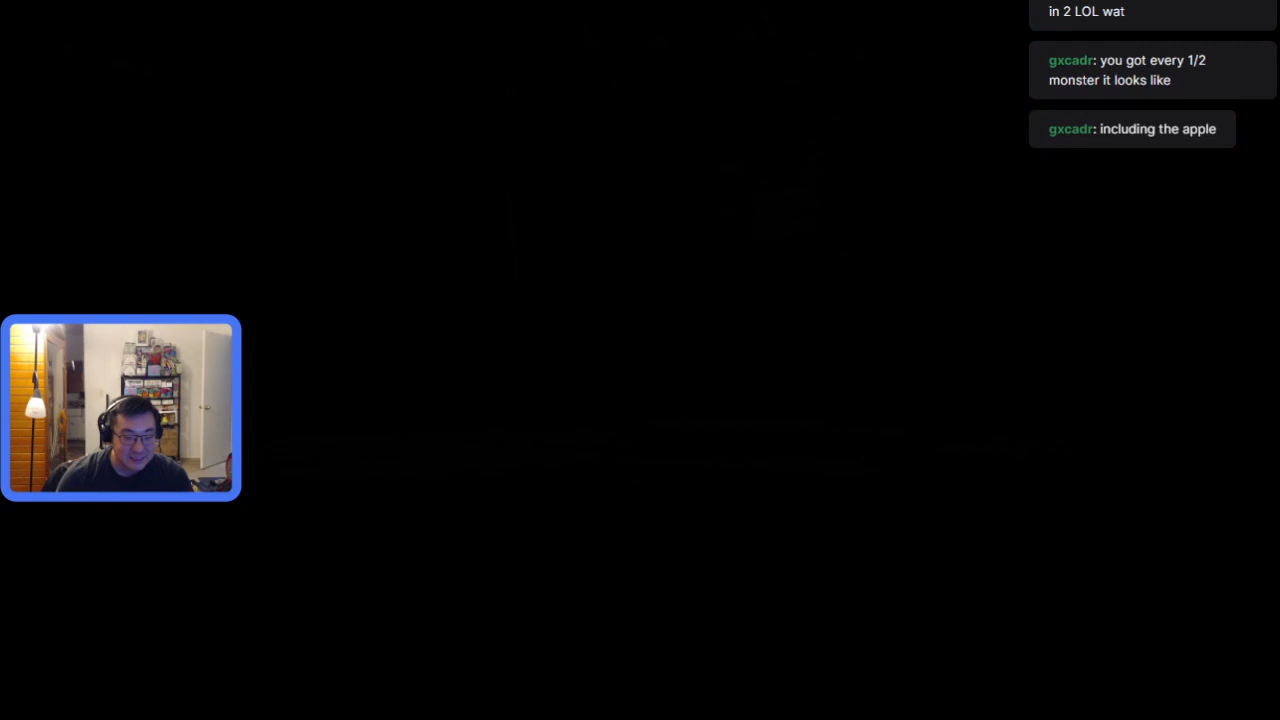 in 2 LOL wat
gxcadr: you got every 1/2
monster it looks like
gxcadr: including the apple